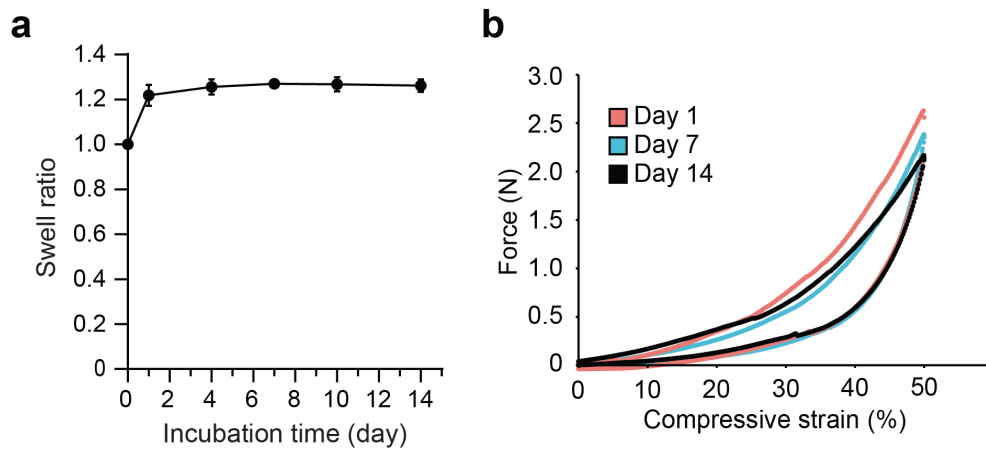 a
1.4
1.2
1.0
0.8
0.6
0.4
0.2
0
0 2 4 6 8 10 12 14
Swell ratio
Incubation time (day)
b
3.0
2.5
2.0
1.5
1.0
0.5
0
0 10 20 30 40 50
Force (N)
Compressive strain (%)
Day 1
Day 7
Day 14